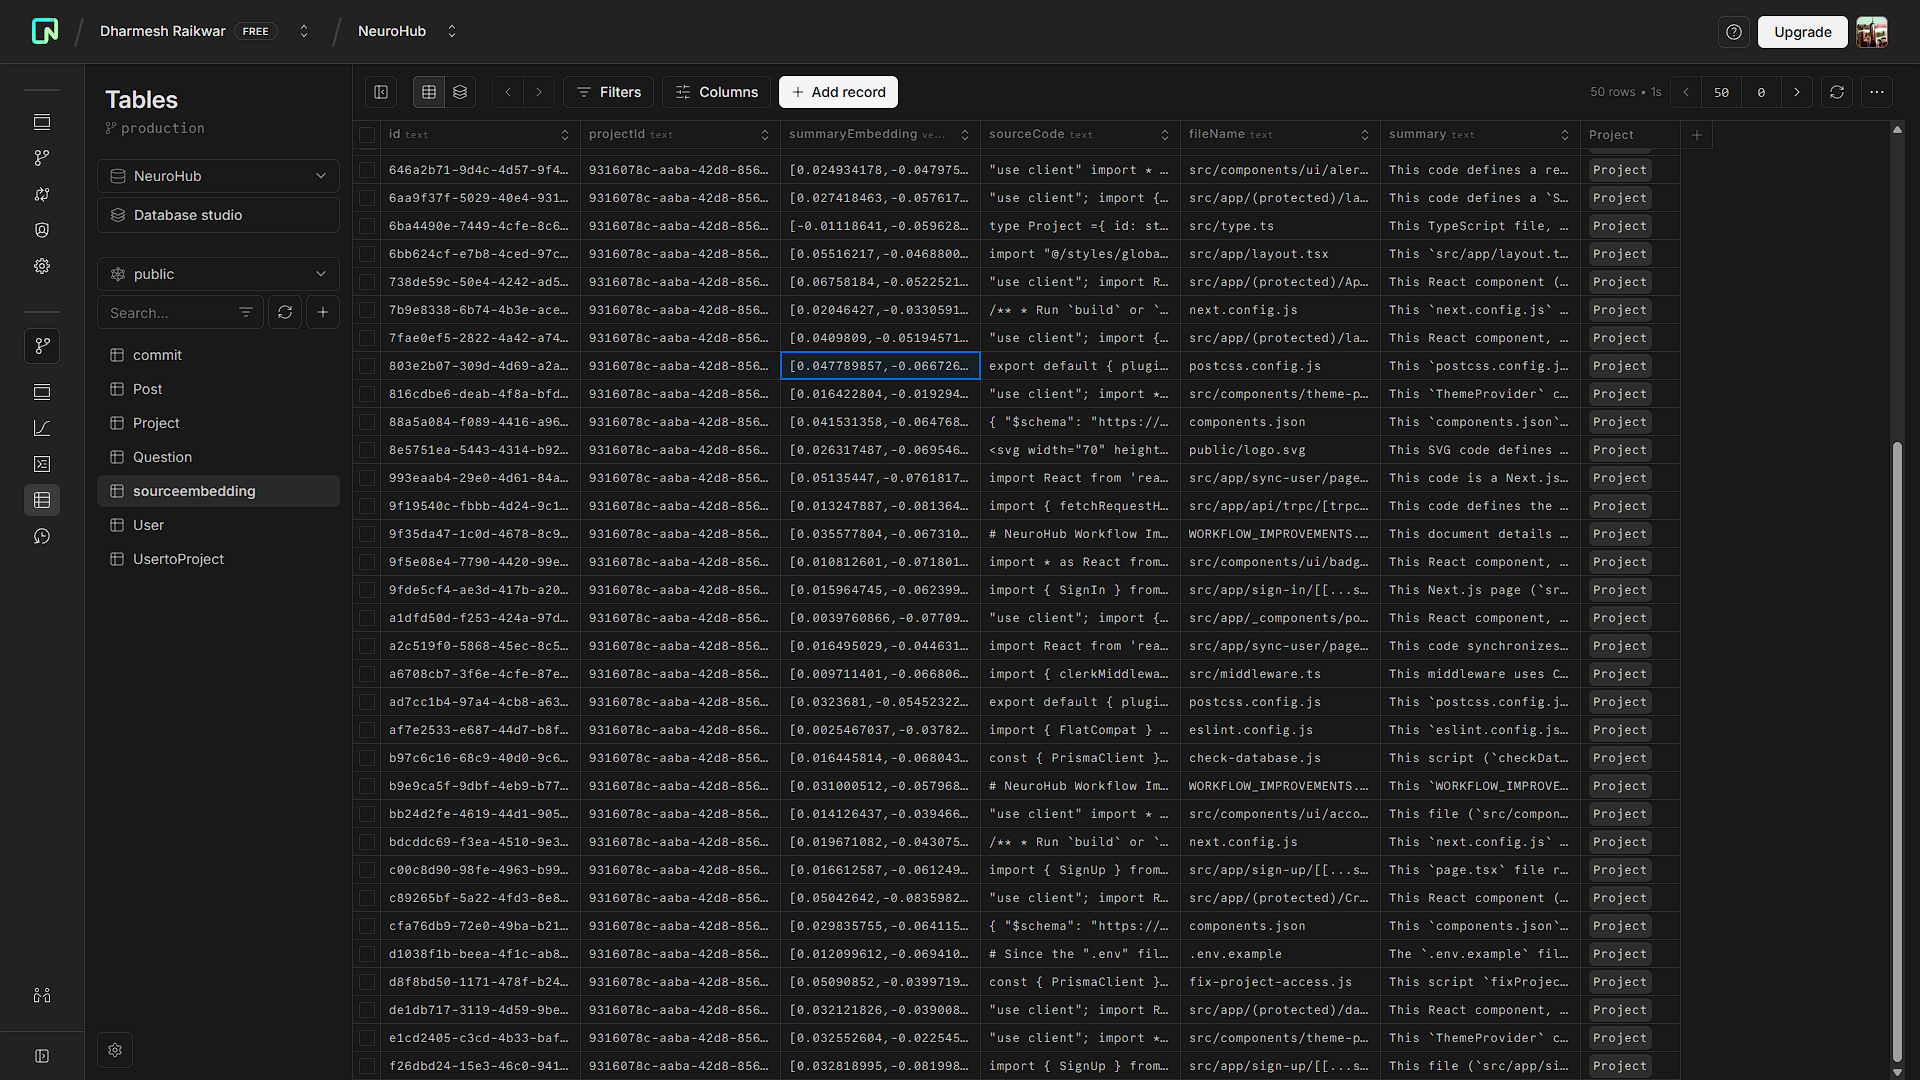 Dharmesh Raikwar FREE NeuroHub Upgrade
Tables
production
NeuroHub
Database studio
public
Search...
commit
Post
Project
Question
sourceembedding
User
UsertoProject
Filters Columns Add record 50 rows • 1s 50 0
id text projectId text summaryEmbedding ve... sourceCode text fileName text summary text Project
646a2b71-9d4c-4d57-9f4… 9316078c-aaba-42d8-856… [0.024934178,-0.047975… "use client" import * … src/components/ui/aler… This code defines a re… Project
6aa9f37f-5029-40e4-931… 9316078c-aaba-42d8-856… [0.027418463,-0.057617… "use client"; import {… src/app/(protected)/la… This code defines a `S… Project
6ba4490e-7449-4cfe-8c6… 9316078c-aaba-42d8-856… [-0.01118641,-0.059628… type Project ={ id: st… src/type.ts This TypeScript file, … Project
6bb624cf-e7b8-4ced-97c… 9316078c-aaba-42d8-856… [0.05516217,-0.0468800… import "@/styles/globa… src/app/layout.tsx This `src/app/layout.t… Project
738de59c-50e4-4242-ad5… 9316078c-aaba-42d8-856… [0.06758184,-0.0522521… "use client"; import R… src/app/(protected)/Ap… This React component (… Project
7b9e8338-6b74-4b3e-ace… 9316078c-aaba-42d8-856… [0.02046427,-0.0330591… /** * Run `build` or `… next.config.js This `next.config.js` … Project
7fae0ef5-2822-4a42-a74… 9316078c-aaba-42d8-856… [0.0409809,-0.05194571… "use client"; import {… src/app/(protected)/la… This React component, … Project
803e2b07-309d-4d69-a2a… 9316078c-aaba-42d8-856… [0.047789857,-0.066726… export default { plugi… postcss.config.js This `postcss.config.j… Project
816cdbe6-deab-4f8a-bfd… 9316078c-aaba-42d8-856… [0.016422804,-0.019294… "use client"; import *… src/components/theme-p… This `ThemeProvider` c… Project
88a5a084-f089-4416-a96… 9316078c-aaba-42d8-856… [0.041531358,-0.064768… { "$schema": "https://… components.json This `components.json`… Project
8e5751ea-5443-4314-b92… 9316078c-aaba-42d8-856… [0.026317487,-0.069546… <svg width="70" height… public/logo.svg This SVG code defines … Project
993eaab4-29e0-4d61-84a… 9316078c-aaba-42d8-856… [0.05135447,-0.0761817… import React from 'rea… src/app/sync-user/page… This code is a Next.js… Project
9f19540c-fbbb-4d24-9c1… 9316078c-aaba-42d8-856… [0.013247887,-0.081364… import { fetchRequestH… src/app/api/trpc/[trpc… This code defines the … Project
9f35da47-1c0d-4678-8c9… 9316078c-aaba-42d8-856… [0.035577804,-0.067310… # NeuroHub Workflow Im… WORKFLOW_IMPROVEMENTS.… This document details … Project
9f5e08e4-7790-4420-99e… 9316078c-aaba-42d8-856… [0.010812601,-0.071801… import * as React from… src/components/ui/badg… This React component, … Project
9fde5cf4-ae3d-417b-a20… 9316078c-aaba-42d8-856… [0.015964745,-0.062399… import { SignIn } from… src/app/sign-in/[[...s… This Next.js page (`sr… Project
a1dfd50d-f253-424a-97d… 9316078c-aaba-42d8-856… [0.0039760866,-0.07709… "use client"; import {… src/app/_components/po… This React component, … Project
a2c519f0-5868-45ec-8c5… 9316078c-aaba-42d8-856… [0.016495029,-0.044631… import React from 'rea… src/app/sync-user/page… This code synchronizes… Project
a6708cb7-3f6e-4cfe-87e… 9316078c-aaba-42d8-856… [0.009711401,-0.066806… import { clerkMiddlewa… src/middleware.ts This middleware uses C… Project
ad7cc1b4-97a4-4cb8-a63… 9316078c-aaba-42d8-856… [0.0323681,-0.05452322… export default { plugi… postcss.config.js This `postcss.config.j… Project
af7e2533-e687-44d7-b8f… 9316078c-aaba-42d8-856… [0.0025467037,-0.03782… import { FlatCompat } … eslint.config.js This `eslint.config.js… Project
b97c6c16-68c9-40d0-9c6… 9316078c-aaba-42d8-856… [0.016445814,-0.068043… const { PrismaClient }… check-database.js This script (`checkDat… Project
b9e9ca5f-9dbf-4eb9-b77… 9316078c-aaba-42d8-856… [0.031000512,-0.057968… # NeuroHub Workflow Im… WORKFLOW_IMPROVEMENTS.… This `WORKFLOW_IMPROVE… Project
bb24d2fe-4619-44d1-905… 9316078c-aaba-42d8-856… [0.014126437,-0.039466… "use client" import * … src/components/ui/acco… This file (`src/compon… Project
bdcddc69-f3ea-4510-9e3… 9316078c-aaba-42d8-856… [0.019671082,-0.043075… /** * Run `build` or `… next.config.js This `next.config.js` … Project
c00c8d90-98fe-4963-b99… 9316078c-aaba-42d8-856… [0.016612587,-0.061249… import { SignUp } from… src/app/sign-up/[[...s… This `page.tsx` file r… Project
c89265bf-5a22-4fd3-8e8… 9316078c-aaba-42d8-856… [0.05042642,-0.0835982… "use client"; import R… src/app/(protected)/Cr… This React component (… Project
cfa76db9-72e0-49ba-b21… 9316078c-aaba-42d8-856… [0.029835755,-0.064115… { "$schema": "https://… components.json This `components.json`… Project
d1038f1b-beea-4f1c-ab8… 9316078c-aaba-42d8-856… [0.012099612,-0.069410… # Since the ".env" fil… .env.example The `.env.example` fil… Project
d8f8bd50-1171-478f-b24… 9316078c-aaba-42d8-856… [0.05090852,-0.0399719… const { PrismaClient }… fix-project-access.js This script `fixProjec… Project
de1db717-3119-4d59-9be… 9316078c-aaba-42d8-856… [0.032121826,-0.039008… "use client"; import R… src/app/(protected)/da… This React component, … Project
e1cd2405-c3cd-4b33-baf… 9316078c-aaba-42d8-856… [0.032552604,-0.022545… "use client"; import *… src/components/theme-p… This `ThemeProvider` c… Project
f26dbd24-15e3-46c0-941… 9316078c-aaba-42d8-856… [0.032818995,-0.081998… import { SignUp } from… src/app/sign-up/[[...s… This file (`src/app/si… Project